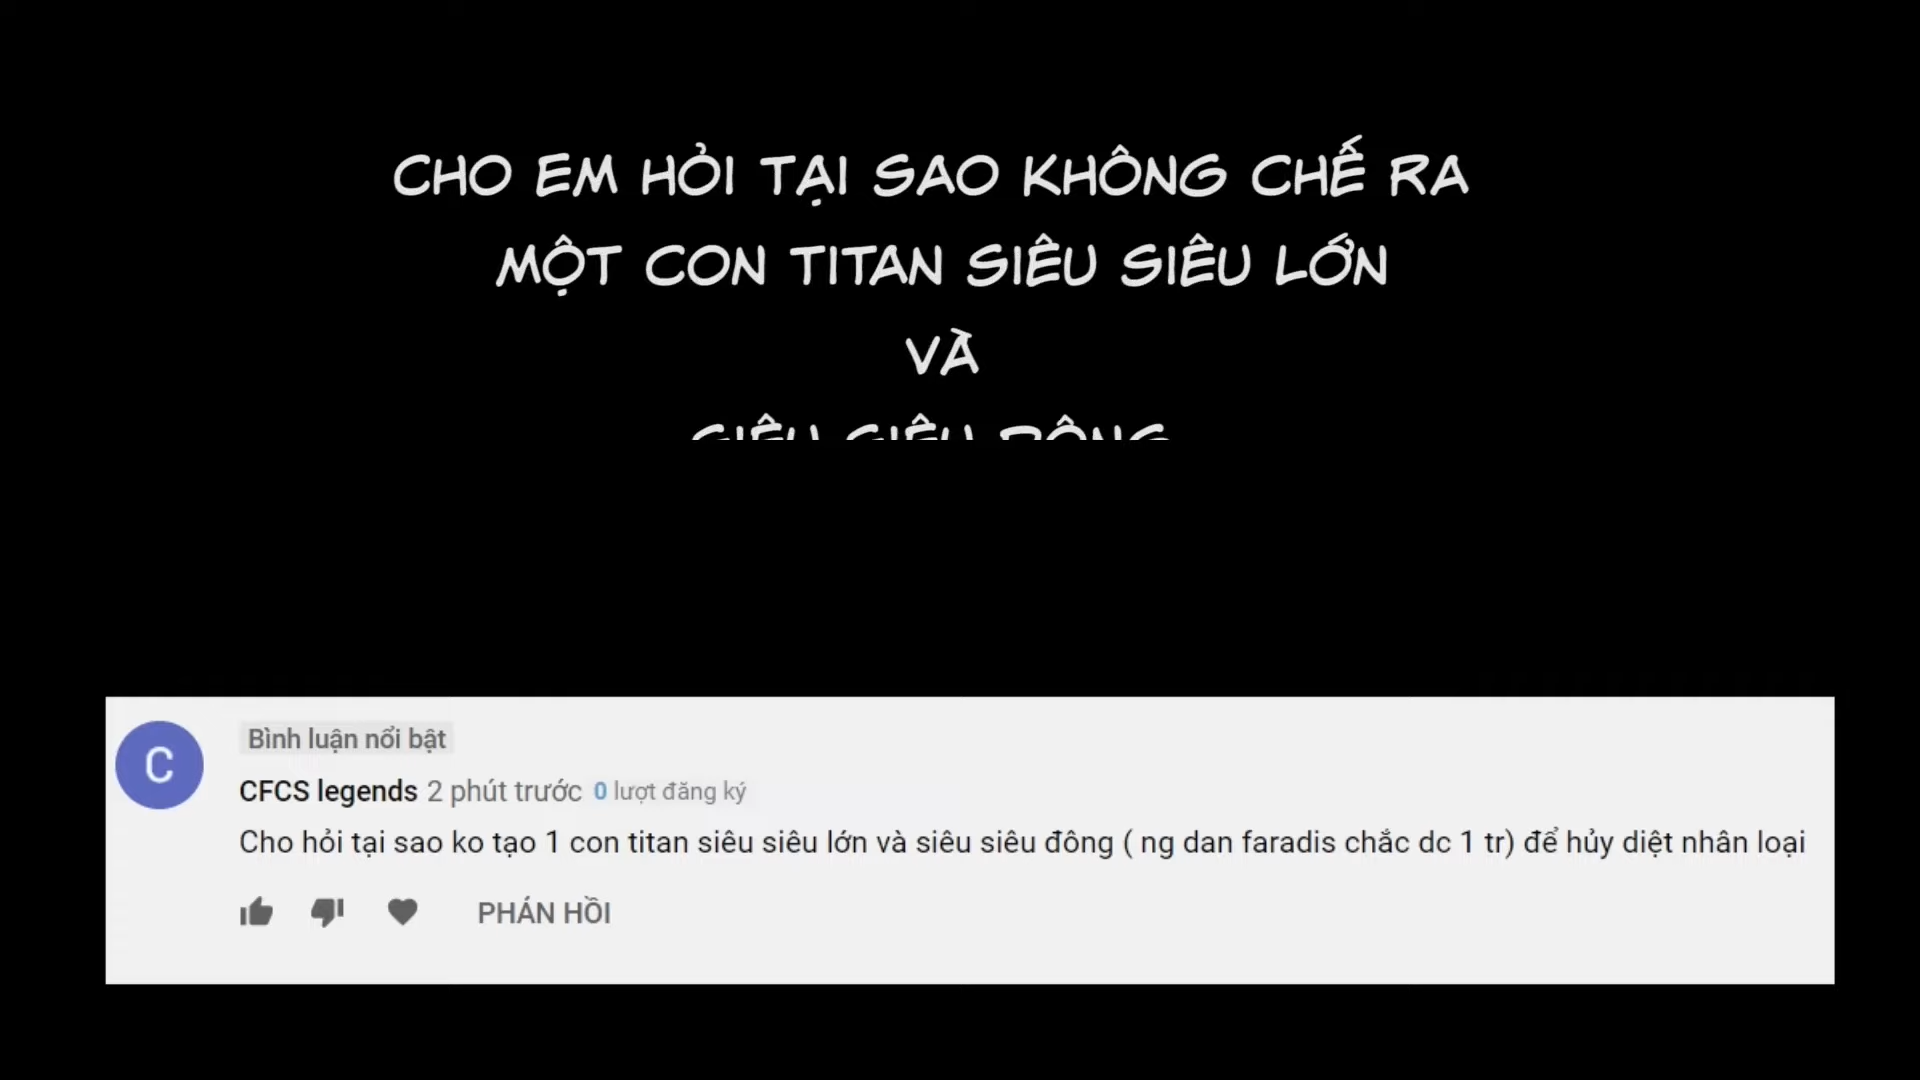 CHO EM HỎI TẠI SAO KHÔNG CHẾ RA
MỘT CON TITAN SIÊU SIÊU LỚN
VÀ
SIÊU SIÊU ĐÔNG
C
Bình luận nổi bật
CFCS legends 2 phút trước 0 lượt đăng ký
Cho hỏi tại sao ko tạo 1 con titan siêu siêu lớn và siêu siêu đông ( ng dan faradis chắc dc 1 tr) để hủy diệt nhân loại
PHẢN HỒI